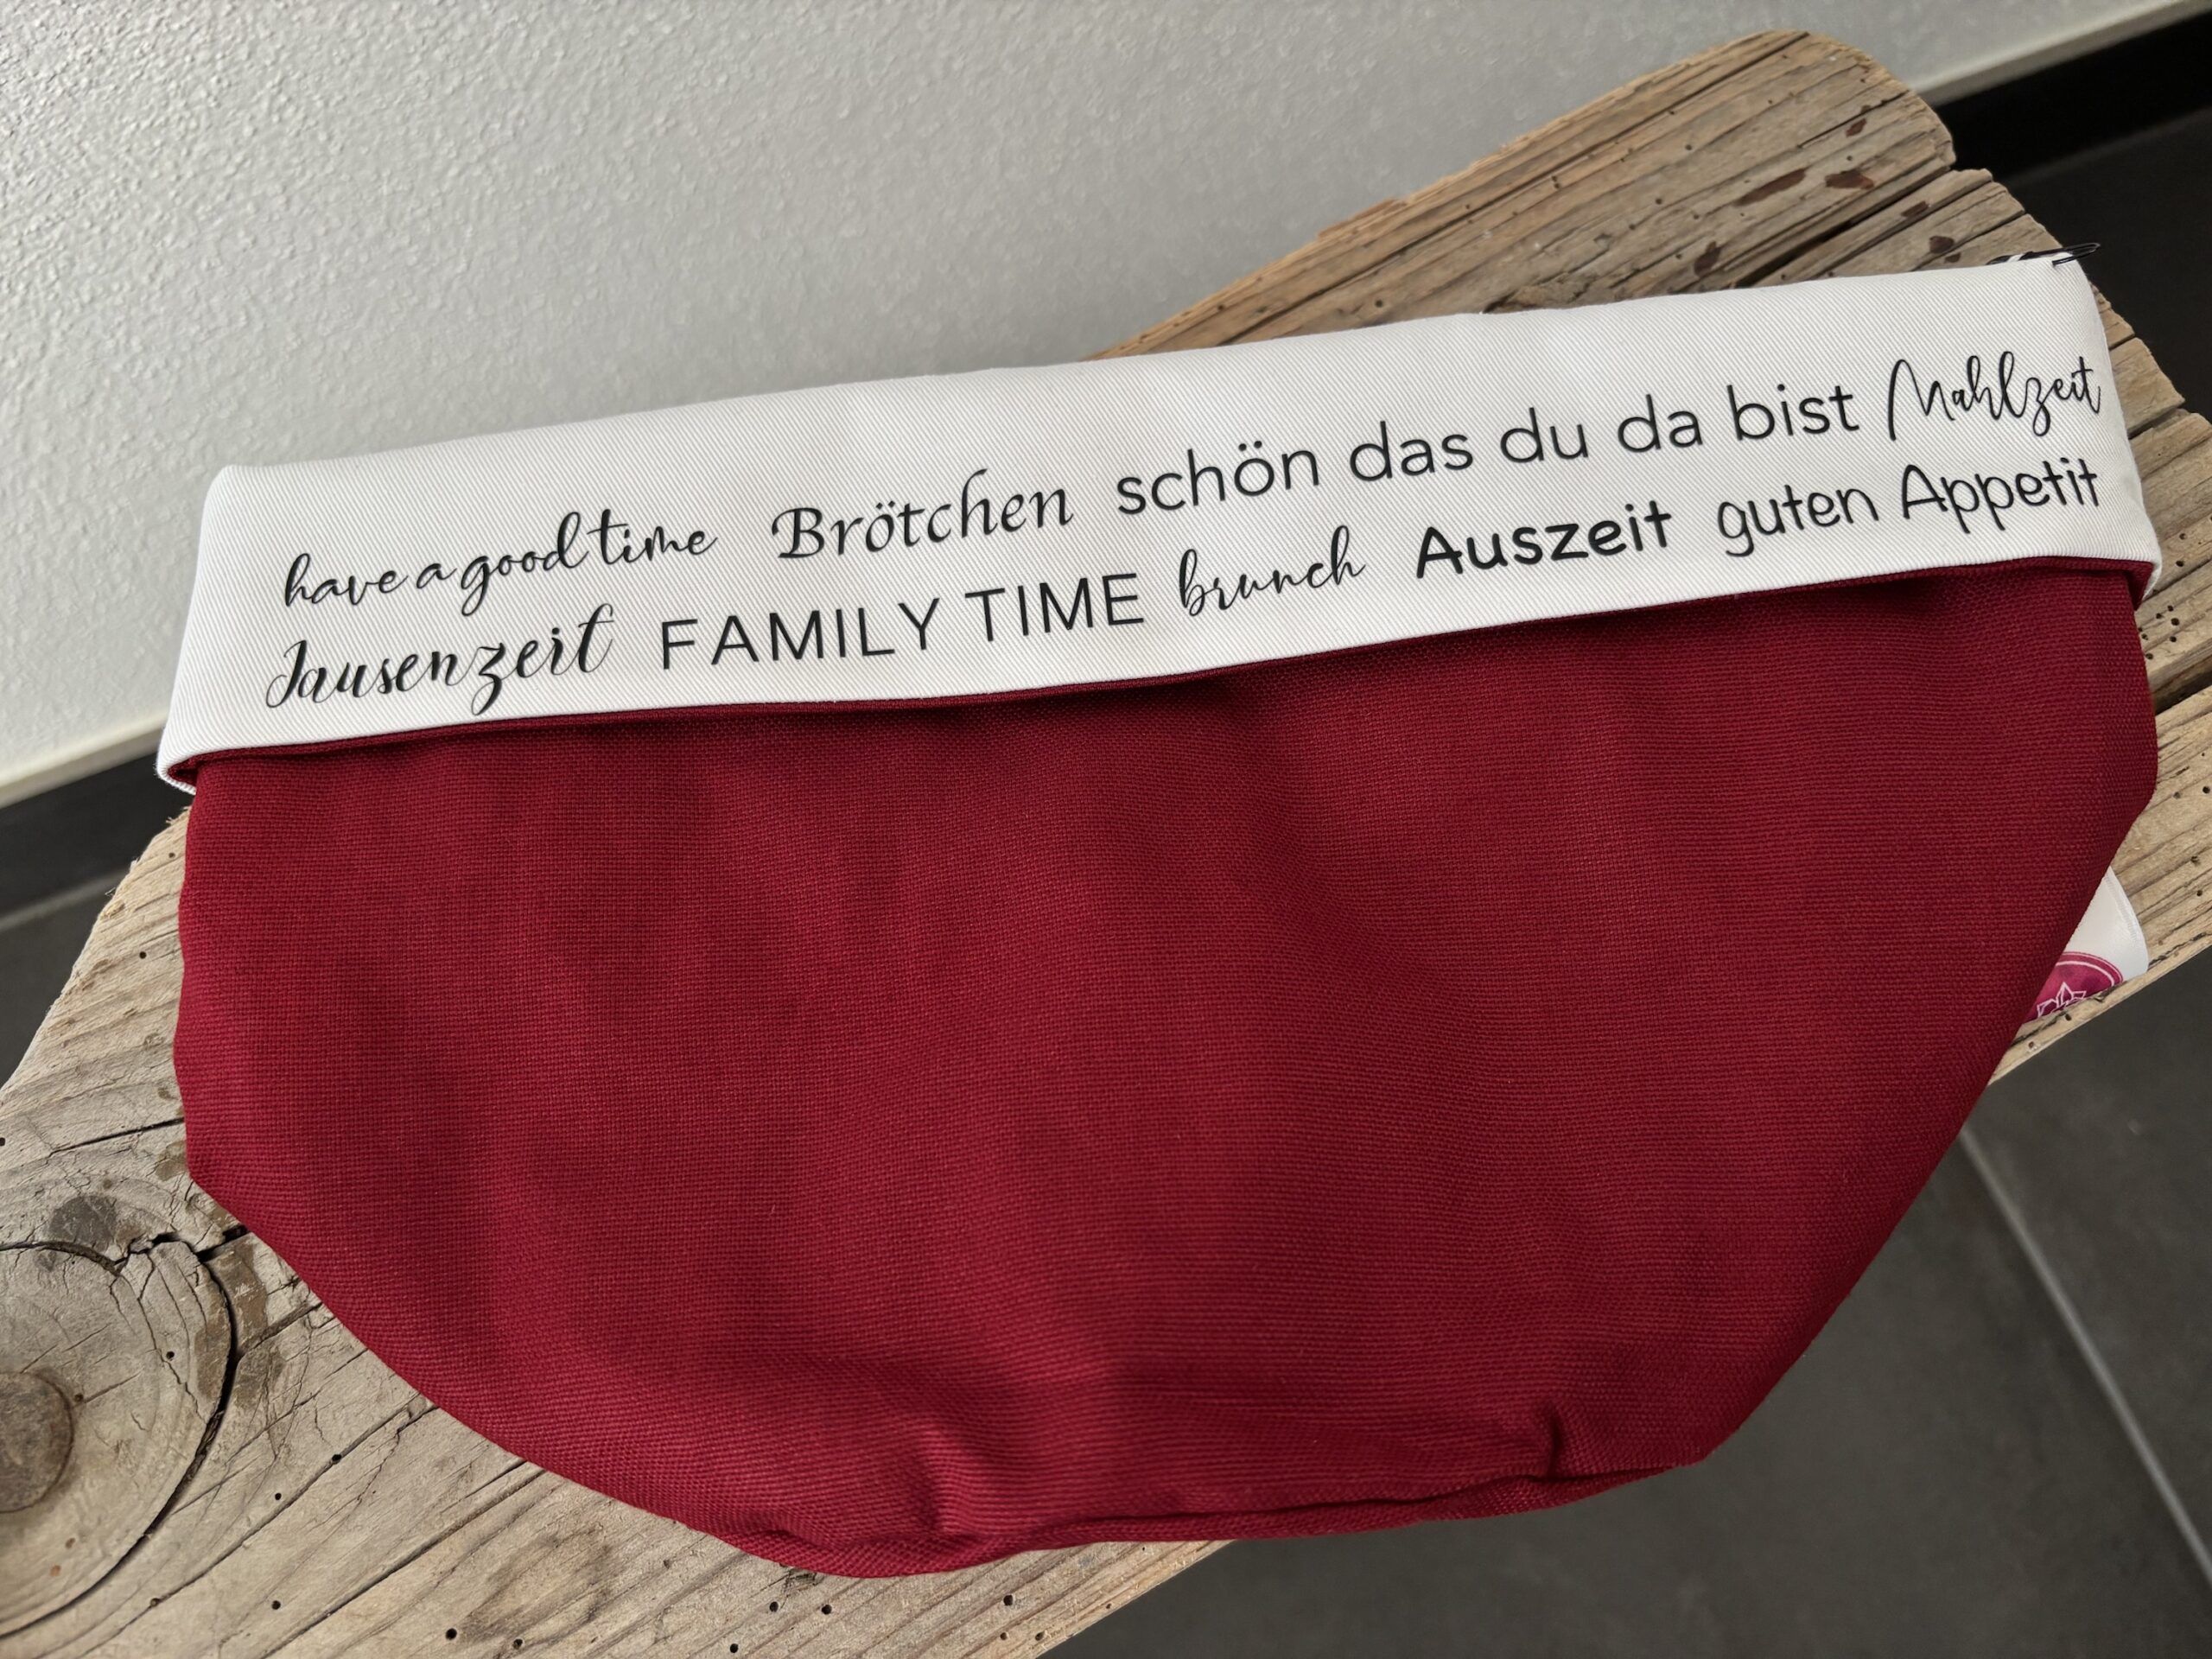 have a good time Brötchen schön das du da bist Mahlzeit
Jausenzeit FAMILY TIME brunch Auszeit guten Appetit